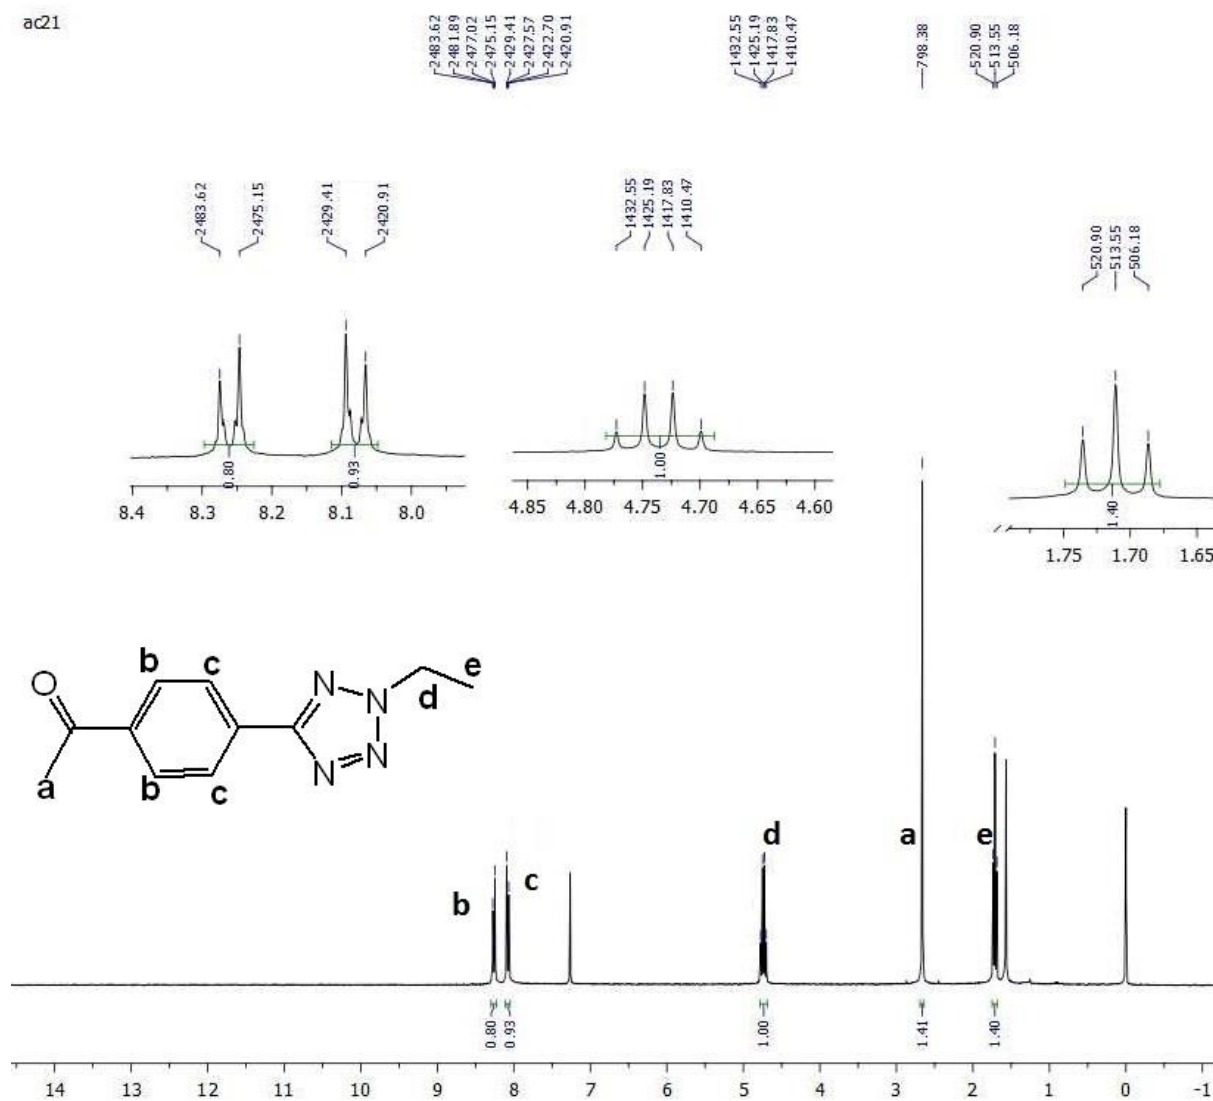 ac21
2483.62
2481.89
2477.02
2475.15
2429.41
2427.57
2422.70
2420.91
1432.55
1425.19
1417.83
1410.47
798.38
520.90
513.55
506.18
2483.62
2475.15
2429.41
2420.91
1432.55
1425.19
1417.83
1410.47
520.90
513.55
506.18
0.80
0.93
1.00
1.40
8.4 8.3 8.2 8.1 8.0
4.85 4.80 4.75 4.70 4.65 4.60
1.75 1.70 1.65
b c
O
N N
e
d
N N
a
b c
b
c
d
a
e
0.80
0.93
1.00
1.41
1.40
14 13 12 11 10 9 8 7 6 5 4 3 2 1 0 -1